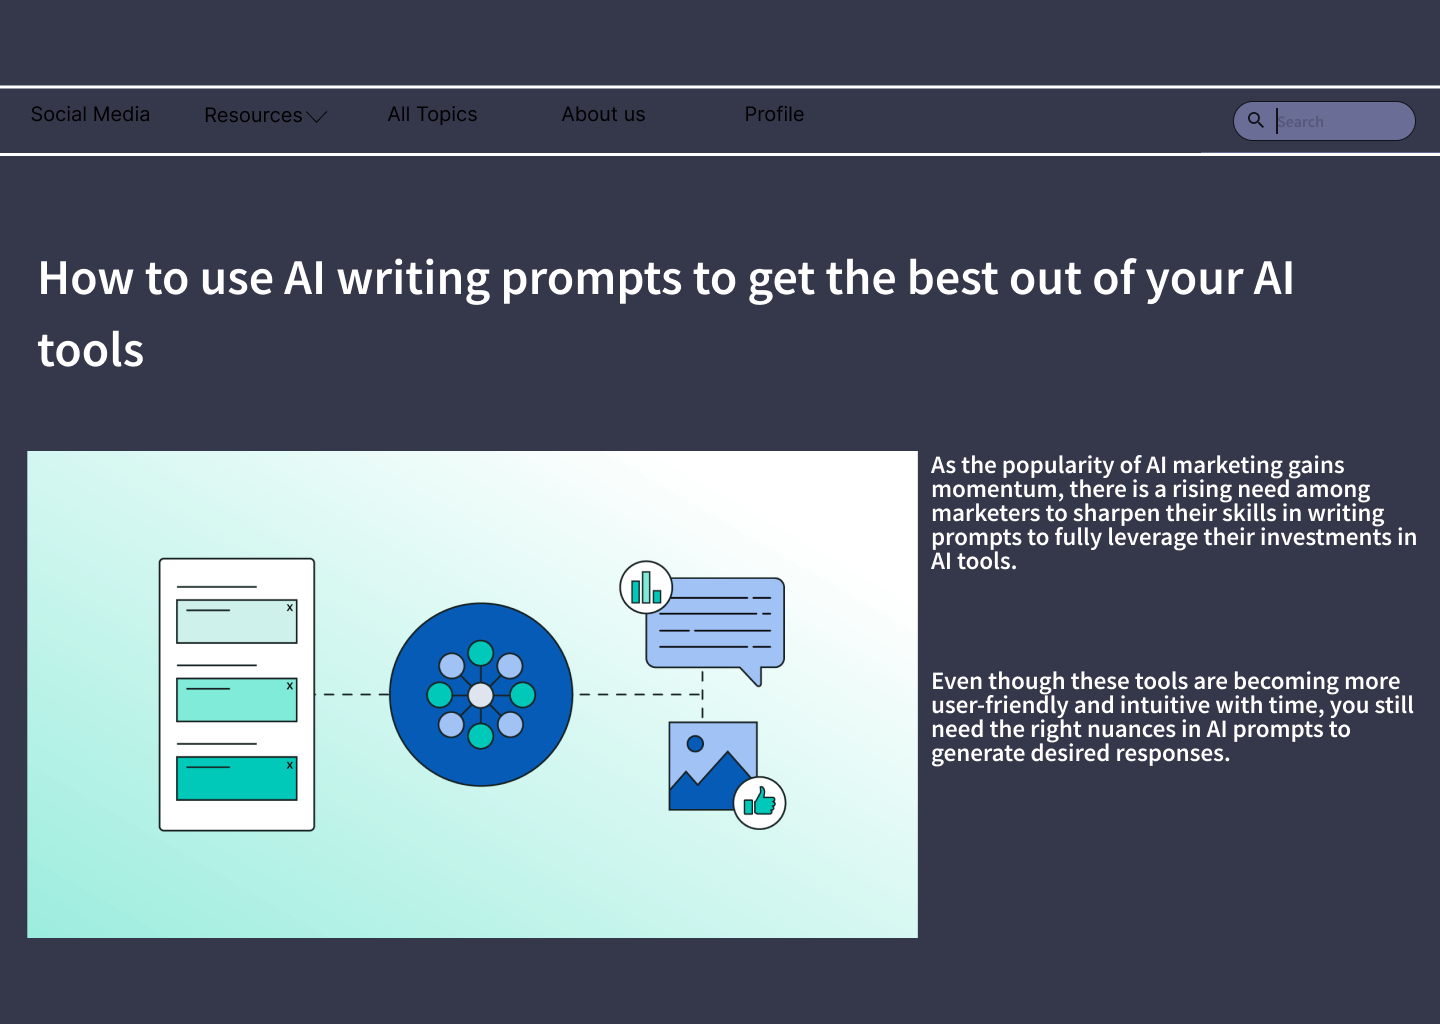 Social Media Resources All Topics About us Profile Search
How to use AI writing prompts to get the best out of your AI
tools
As the popularity of AI marketing gains
momentum, there is a rising need among
marketers to sharpen their skills in writing
prompts to fully leverage their investments in
AI tools.
x
x
x
Even though these tools are becoming more
user-friendly and intuitive with time, you still
need the right nuances in AI prompts to
generate desired responses.